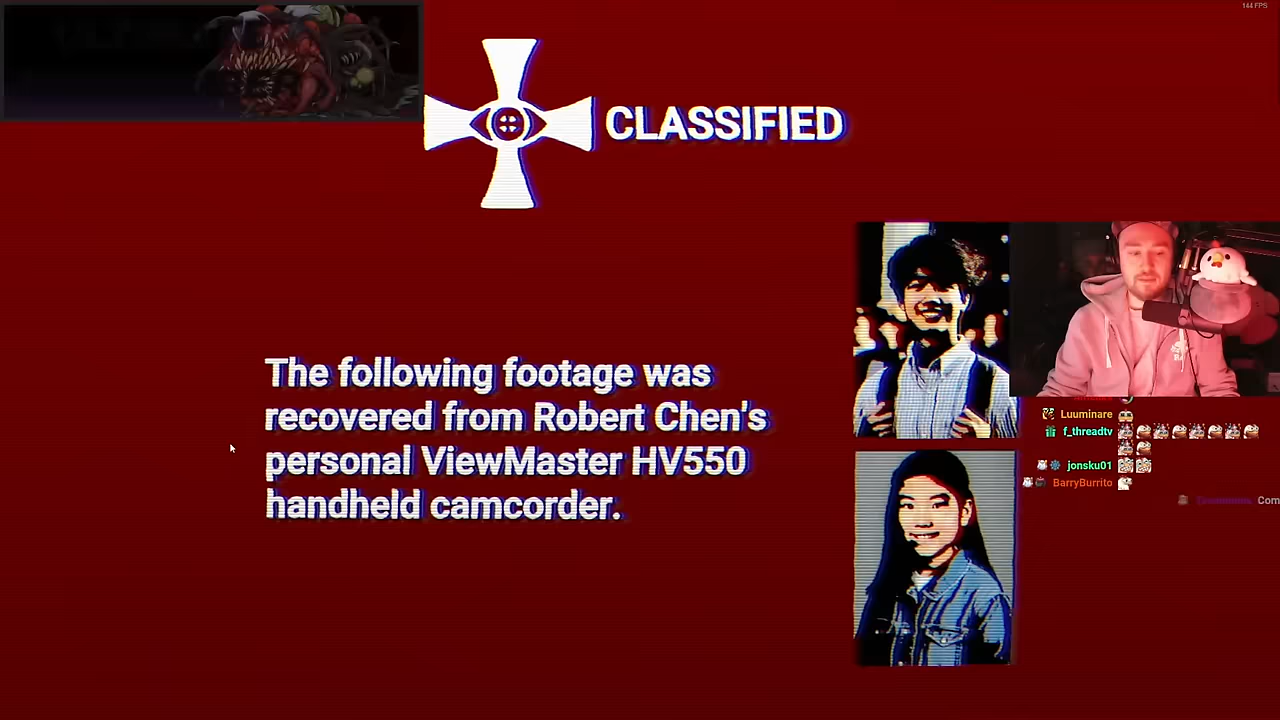 144 FPS
CLASSIFIED
The following footage was
recovered from Robert Chen's
personal ViewMaster HV550
handheld camcorder.
Luuminare
f_threadtv
jonsku01
BarryBurrito
Com